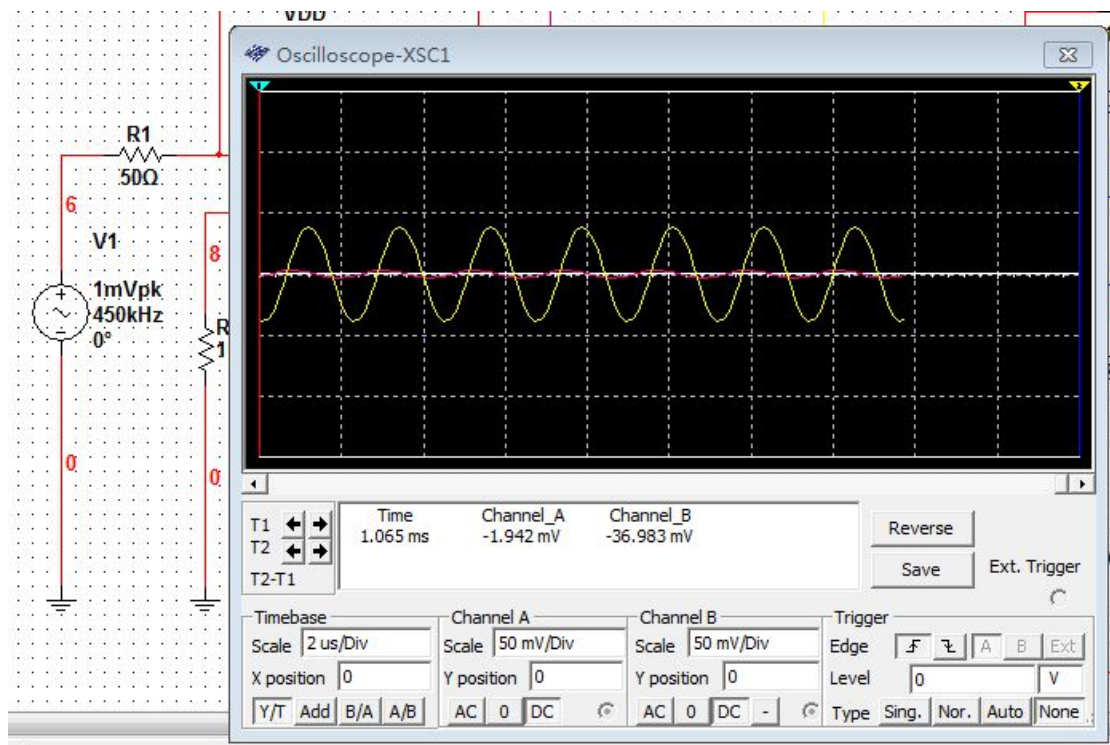 VDD
Oscilloscope-XSC1
1
2
R1
50Ω
6
V1
8
1mVpk
450kHz
0°
R
1
0
0
Time Channel_A Channel_B
T1 1.065 ms -1.942 mV -36.983 mV
T2
T2-T1
Reverse
Save
Ext. Trigger
Timebase Channel A Channel B Trigger
Scale 2 us/Div Scale 50 mV/Div Scale 50 mV/Div Edge A B Ext
X position 0 Y position 0 Y position 0 Level 0 V
Y/T Add B/A A/B AC 0 DC AC 0 DC - Type Sing. Nor. Auto None